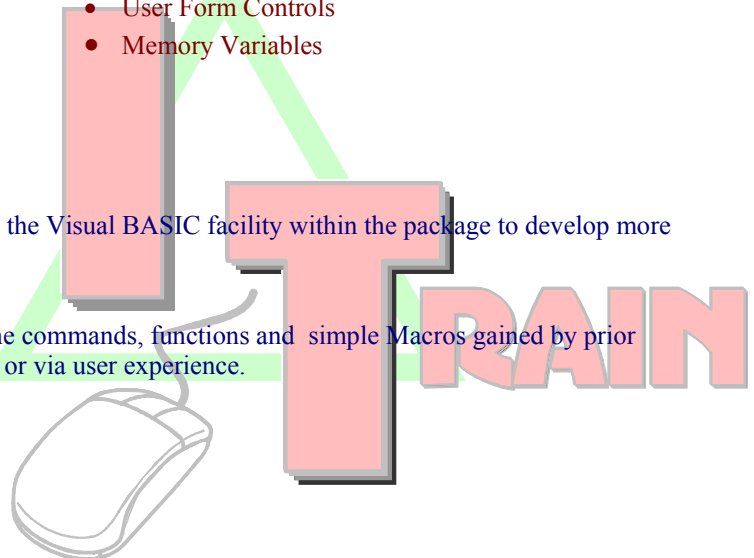 • User Form Controls
• Memory Variables
the Visual BASIC facility within the package to develop more
commands, functions and simple Macros gained by prior
or via user experience.
IT
RAIN